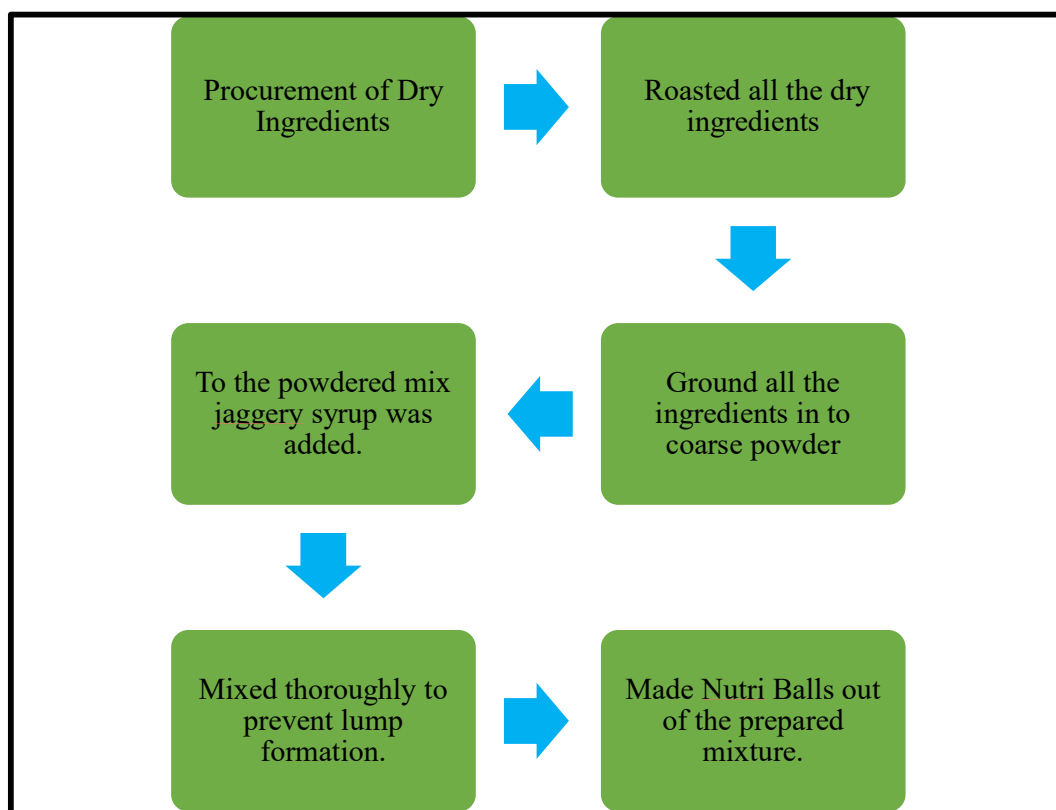 Procurement of Dry
Ingredients
Roasted all the dry
ingredients
Ground all the
ingredients in to
coarse powder
To the powdered mix
jaggery syrup was
added.
Mixed thoroughly to
prevent lump
formation.
Made Nutri Balls out
of the prepared
mixture.